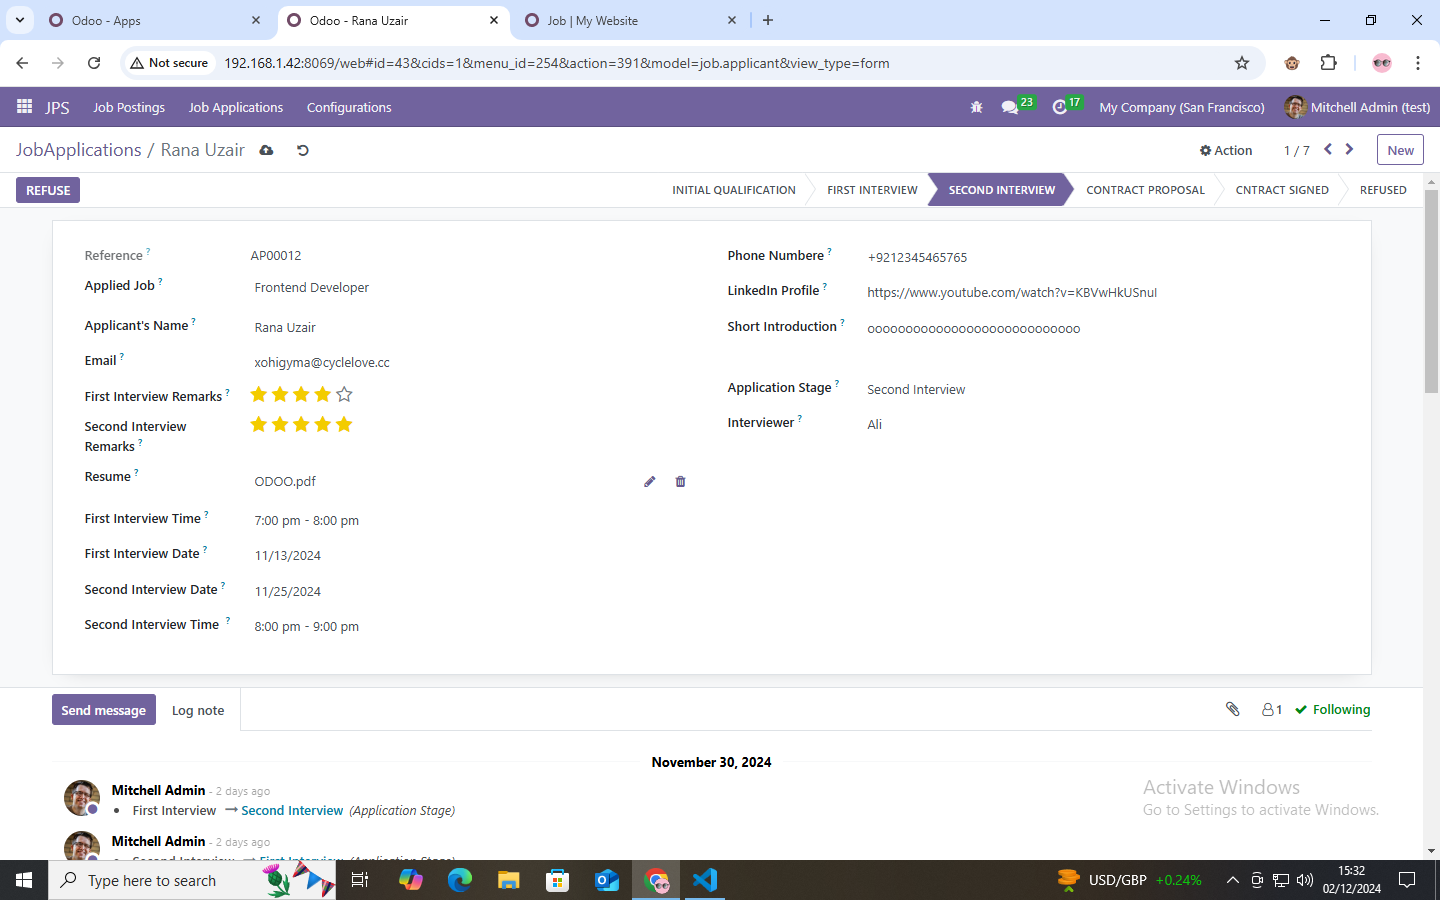 Odoo - Apps
Odoo - Rana Uzair
Job | My Website
Not secure
192.168.1.42:8069/web#id=43&cids=1&menu_id=254&action=391&model=job.applicant&view_type=form
JPS
Job Postings
Job Applications
Configurations
23
17
My Company (San Francisco)
Mitchell Admin (test)
JobApplications / Rana Uzair
Action
1 / 7
New
REFUSE
INITIAL QUALIFICATION
FIRST INTERVIEW
SECOND INTERVIEW
CONTRACT PROPOSAL
CNTRACT SIGNED
REFUSED
Reference ?
AP00012
Applied Job ?
Frontend Developer
Applicant's Name ?
Rana Uzair
Email ?
xohigyma@cyclelove.cc
First Interview Remarks ?
Second Interview
Remarks ?
Resume ?
ODOO.pdf
First Interview Time ?
7:00 pm - 8:00 pm
First Interview Date ?
11/13/2024
Second Interview Date ?
11/25/2024
Second Interview Time ?
8:00 pm - 9:00 pm
Phone Numbere ?
+9212345465765
LinkedIn Profile ?
https://www.youtube.com/watch?v=KBVwHkUSnuI
Short Introduction ?
oooooooooooooooooooooooooooo
Application Stage ?
Second Interview
Interviewer ?
Ali
Send message
Log note
1
Following
November 30, 2024
Mitchell Admin - 2 days ago
First Interview → Second Interview (Application Stage)
Mitchell Admin - 2 days ago
Second Interview → First Interview (Application Stage)
Activate Windows
Go to Settings to activate Windows.
Type here to search
USD/GBP
+0.24%
15:32
02/12/2024